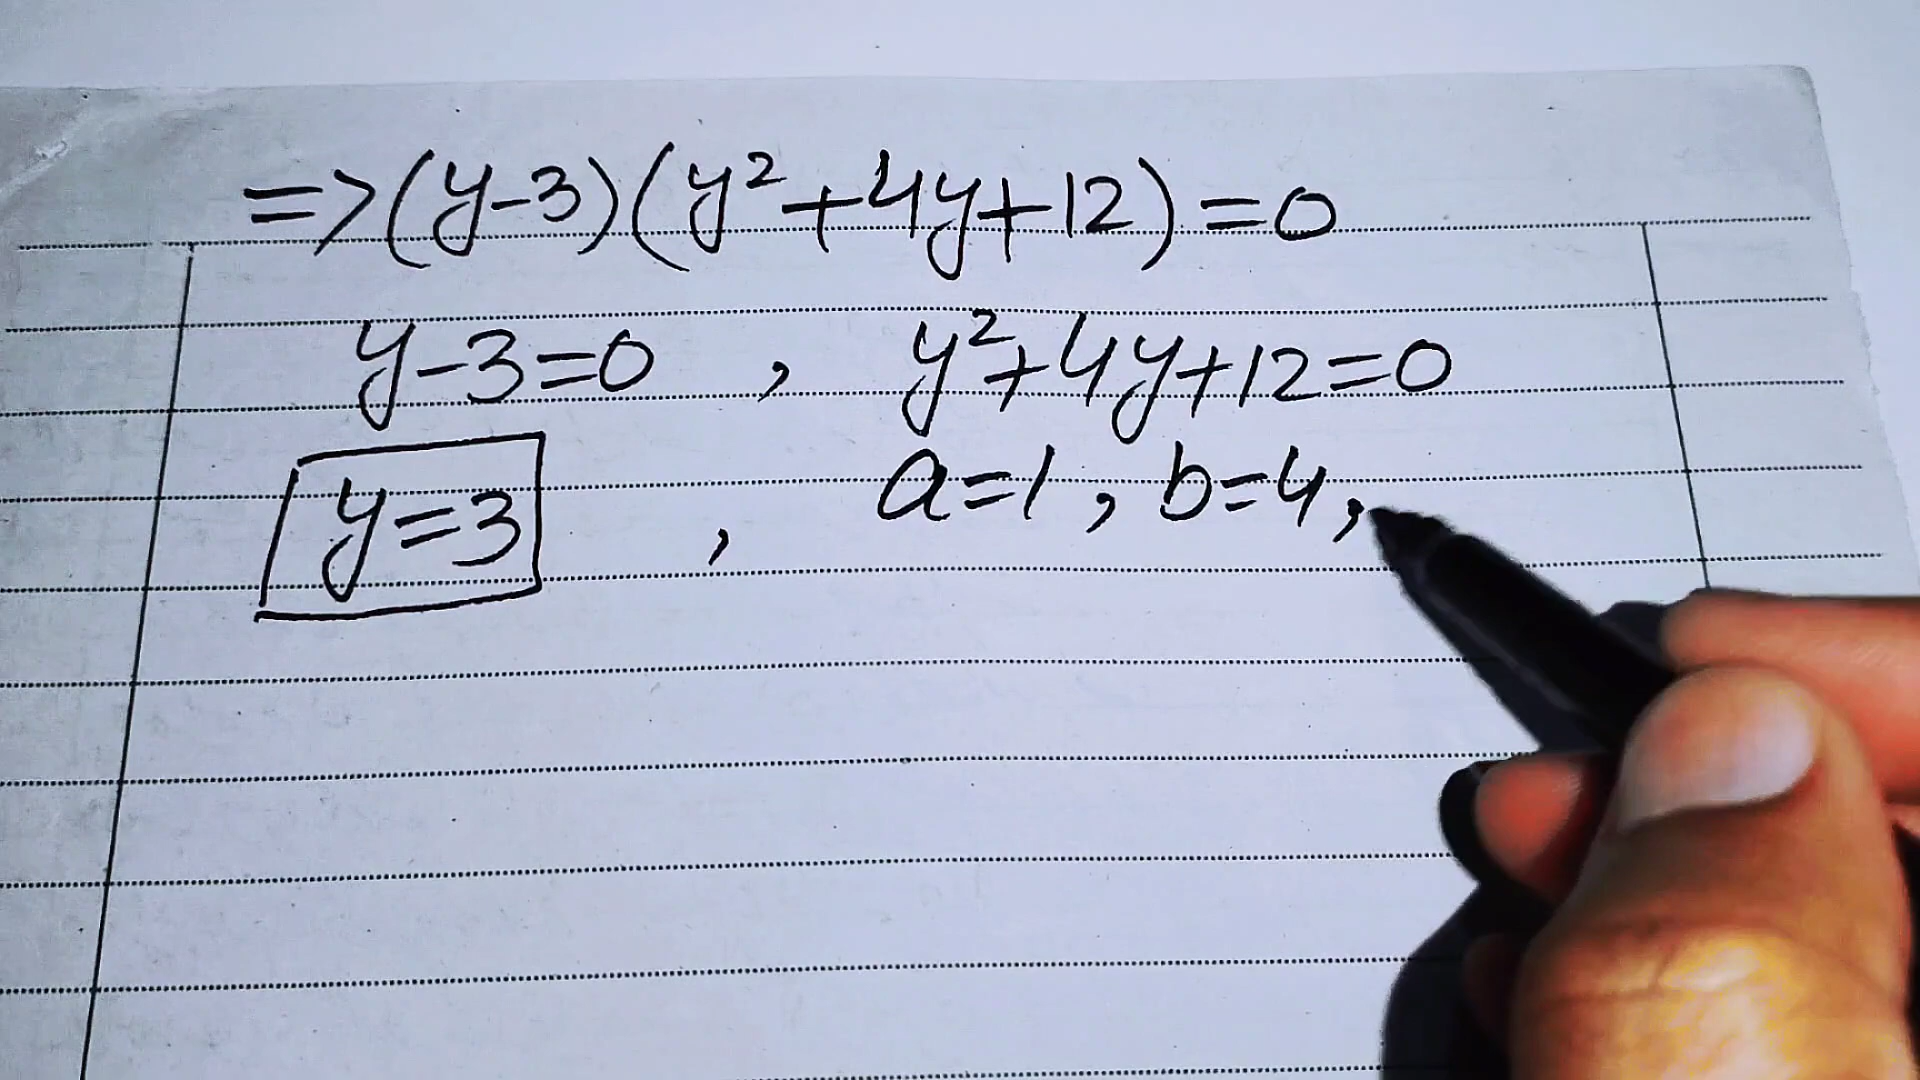 =>(y-3)(y²+4y+12)=0
y-3=0 , y²+4y+12=0
y=3 , a=1, b=4,